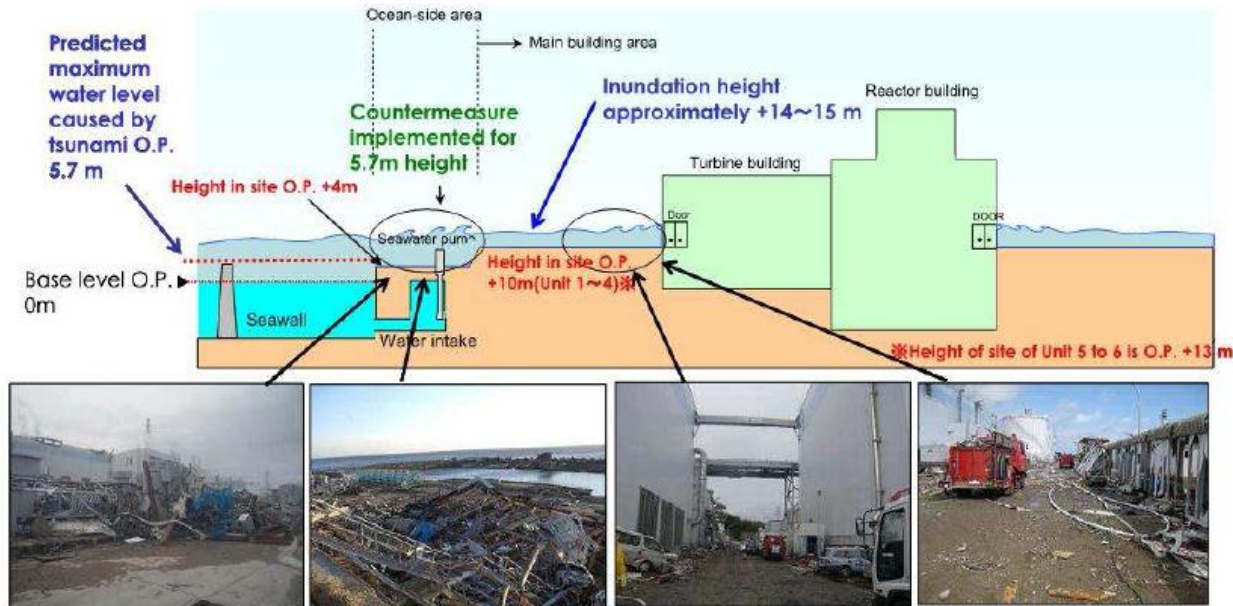 Ocean-side area
Main building area
Predicted
maximum
water level
caused by
tsunami O.P.
5.7 m
Inundation height
approximately +14～15 m
Reactor building
Countermeasure
implemented for
5.7m height
Turbine building
Height in site O.P. +4m
Door
DOOR
Seawater pump
Height in site O.P.
+10m(Unit 1～4)※
Base level O.P.
0m
Seawall
Water intake
※Height of site of Unit 5 to 6 is O.P. +13 m